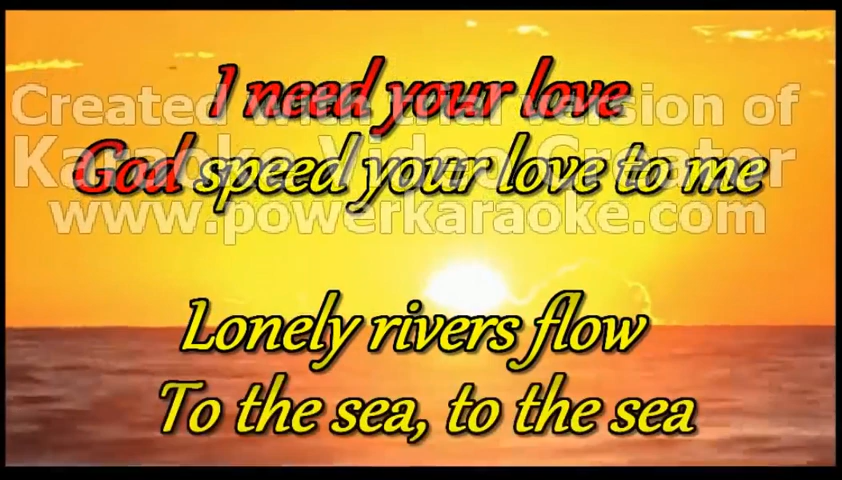 I need your love
Created with trial version of
God speed your love to me
Karaoke Video Creator
www.powerkaraoke.com
Lonely rivers flow
To the sea, to the sea